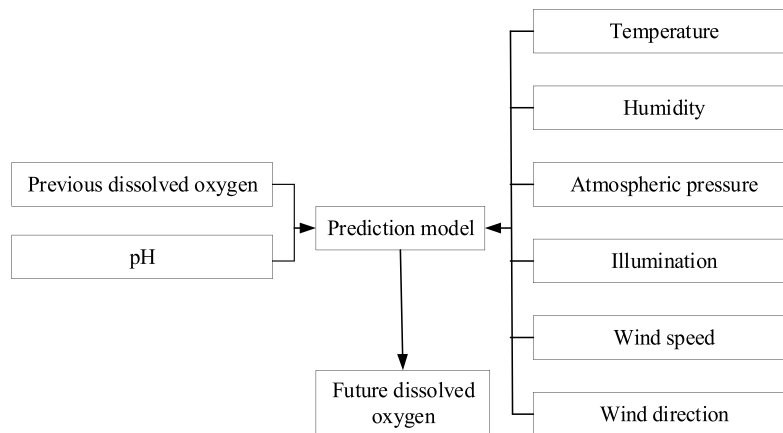 Temperature
Humidity
Previous dissolved oxygen
Atmospheric pressure
Prediction model
pH
Illumination
Wind speed
Future dissolved
oxygen
Wind direction